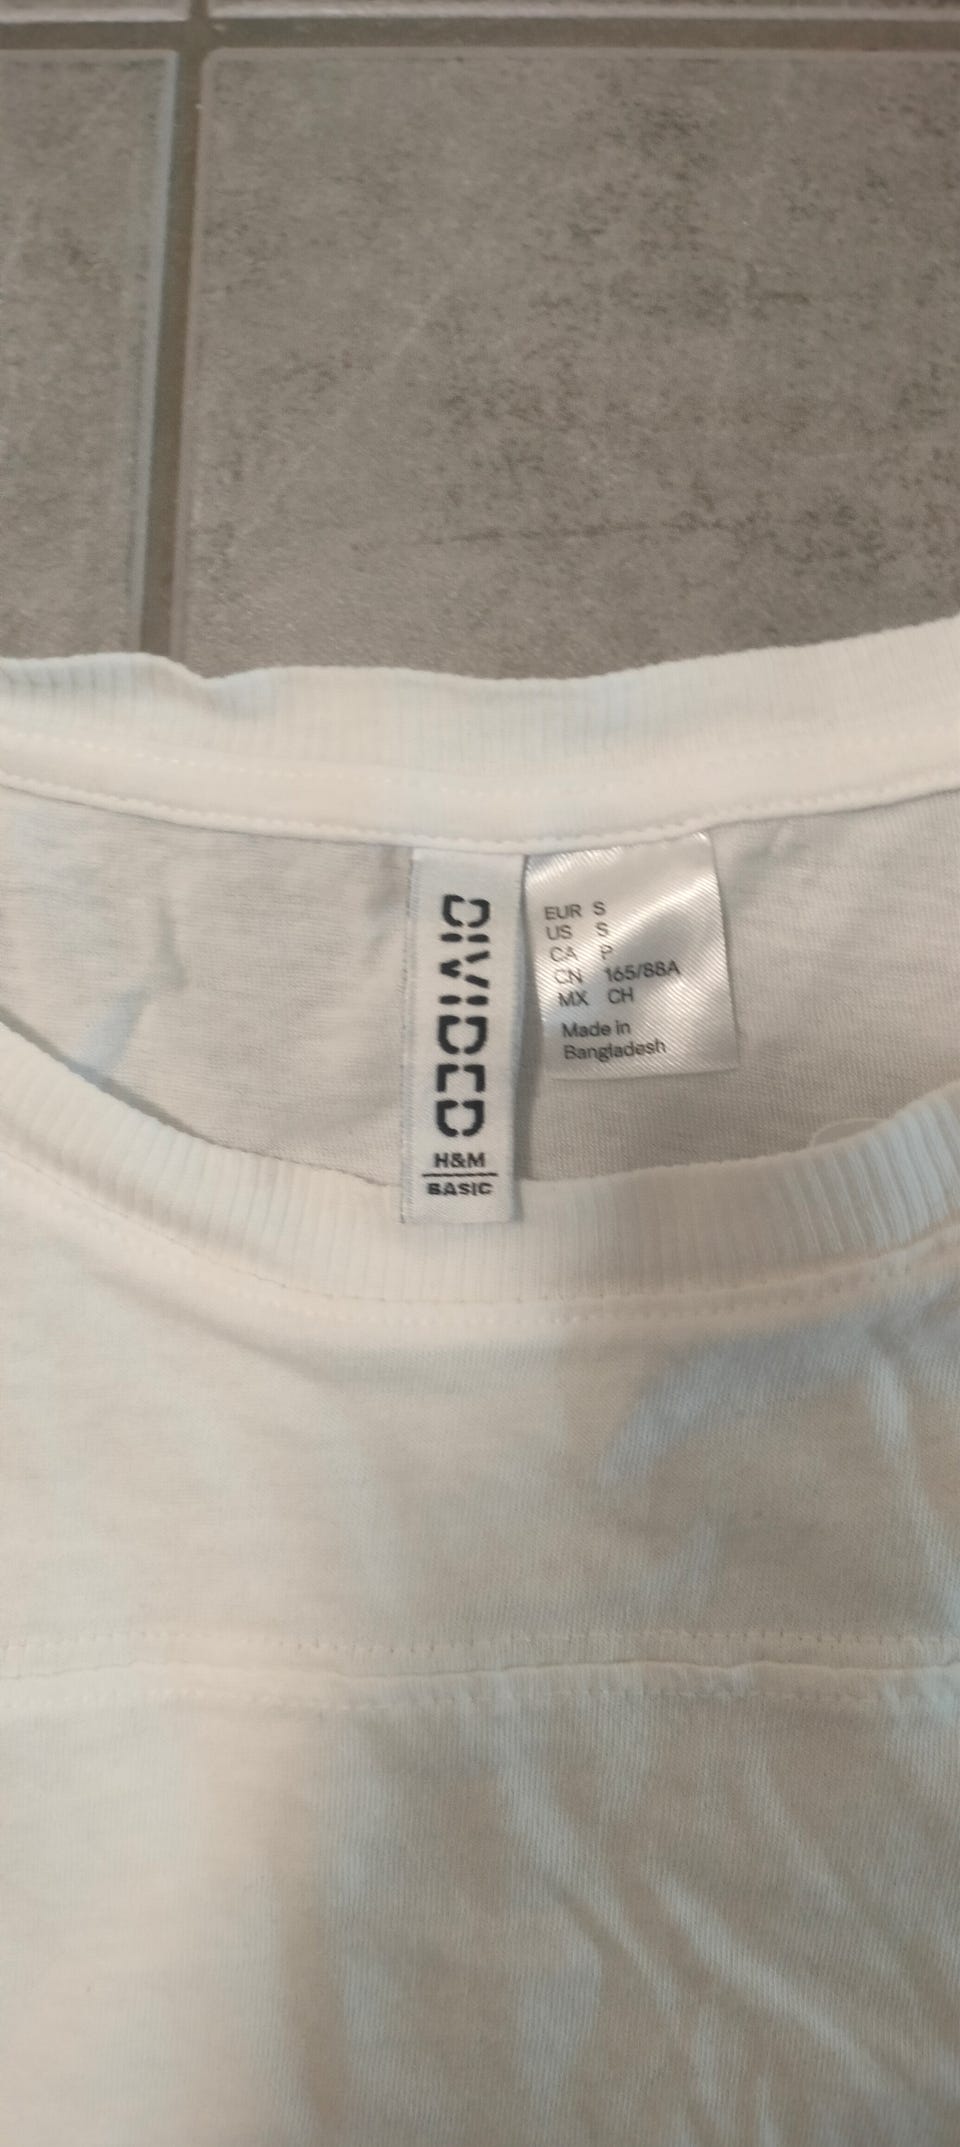 DIVIDED
H&M
BASIC
EUR S
US S
CA P
CN 165/88A
MX CH
Made in
Bangladesh